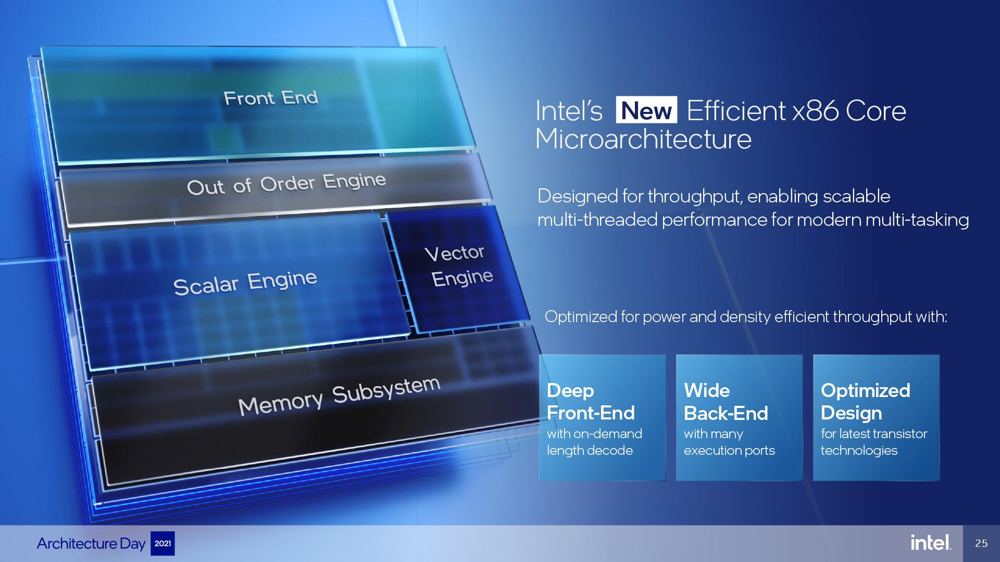 Front End
Out of Order Engine
Scalar Engine
Vector
Engine
Memory Subsystem
Intel's New Efficient x86 Core
Microarchitecture
Designed for throughput, enabling scalable
multi-threaded performance for modern multi-tasking
Optimized for power and density efficient throughput with:
Deep
Front-End
with on-demand
length decode
Wide
Back-End
with many
execution ports
Optimized
Design
for latest transistor
technologies
Architecture Day 2021
intel.
25